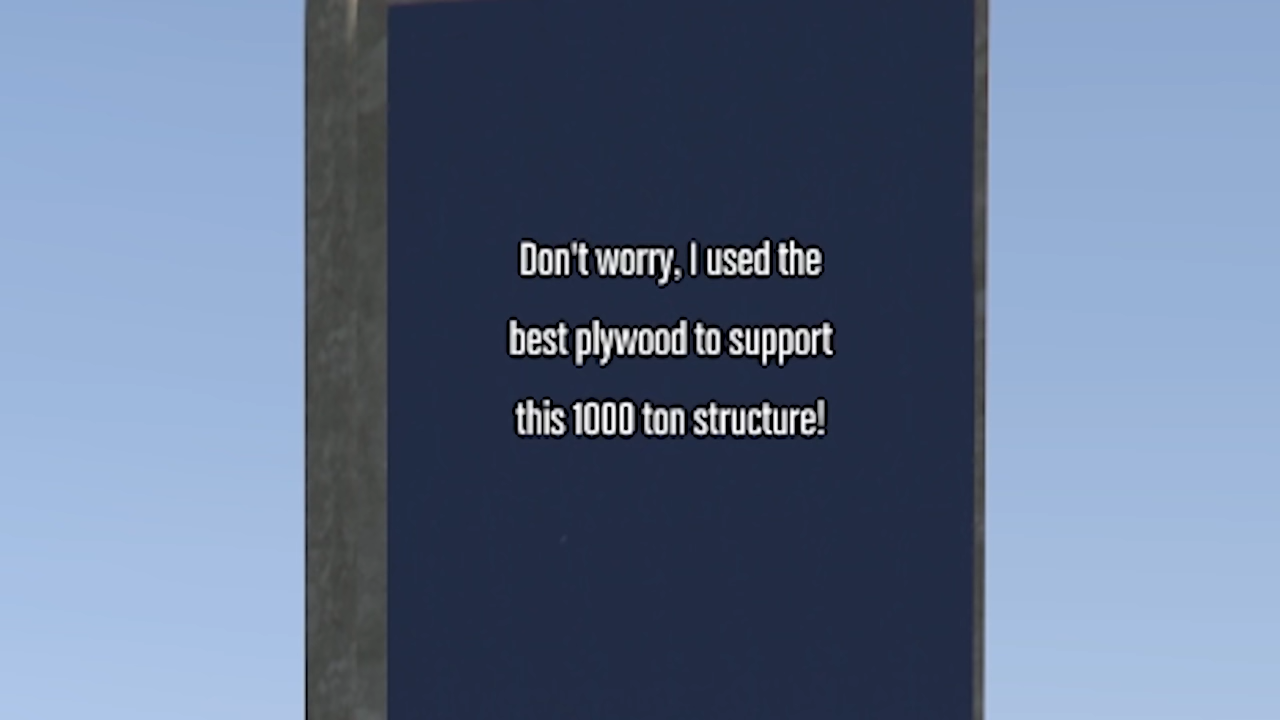 Don't worry, I used the
best plywood to support
this 1000 ton structure!